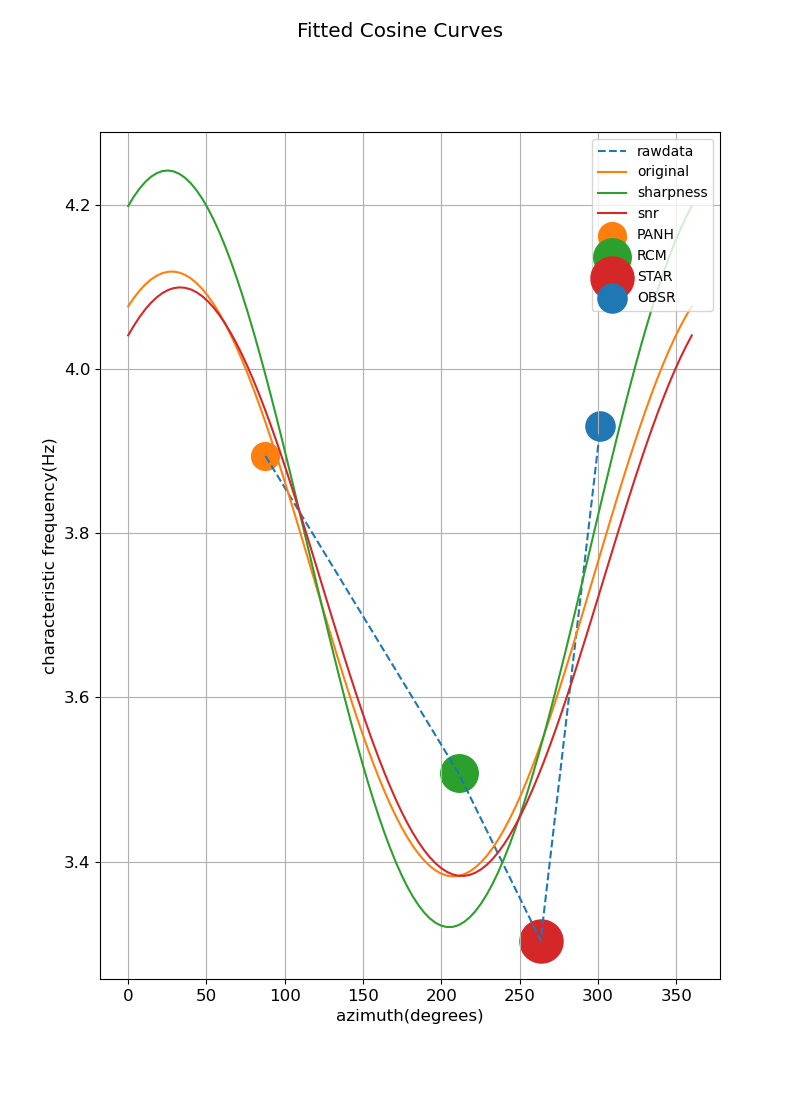 Fitted Cosine Curves
rawdata
original
sharpness
snr
PANH
RCM
STAR
OBSR
characteristic frequency(Hz)
4.2
4.0
3.8
3.6
3.4
0 50 100 150 200 250 300 350
azimuth(degrees)